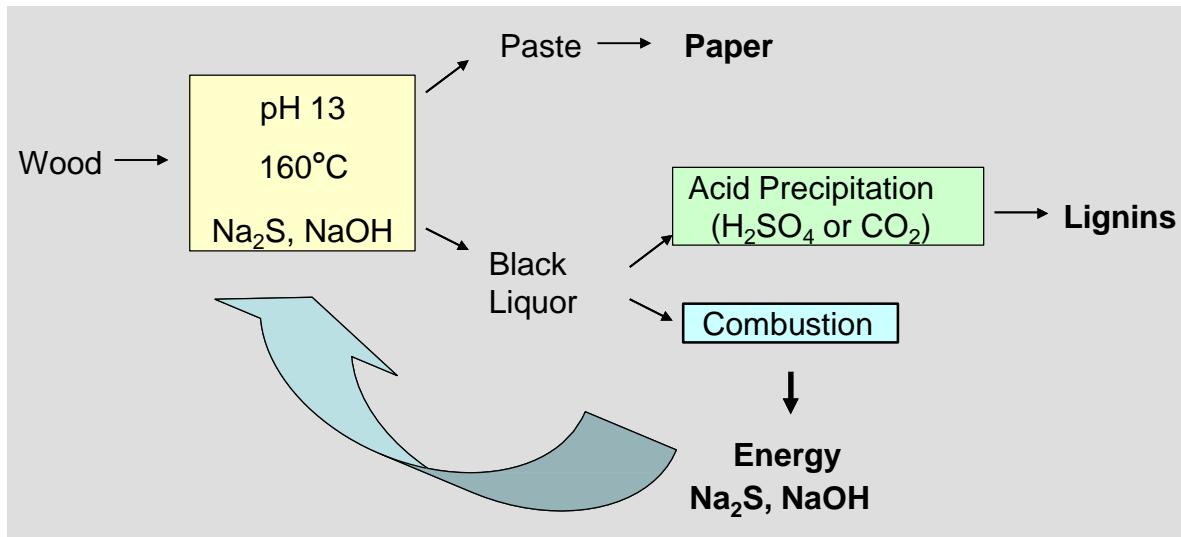 Wood
pH 13
160°C
Na₂S, NaOH
Paste
Paper
Black
Liquor
Acid Precipitation
(H₂SO₄ or CO₂)
Lignins
Combustion
Energy
Na₂S, NaOH